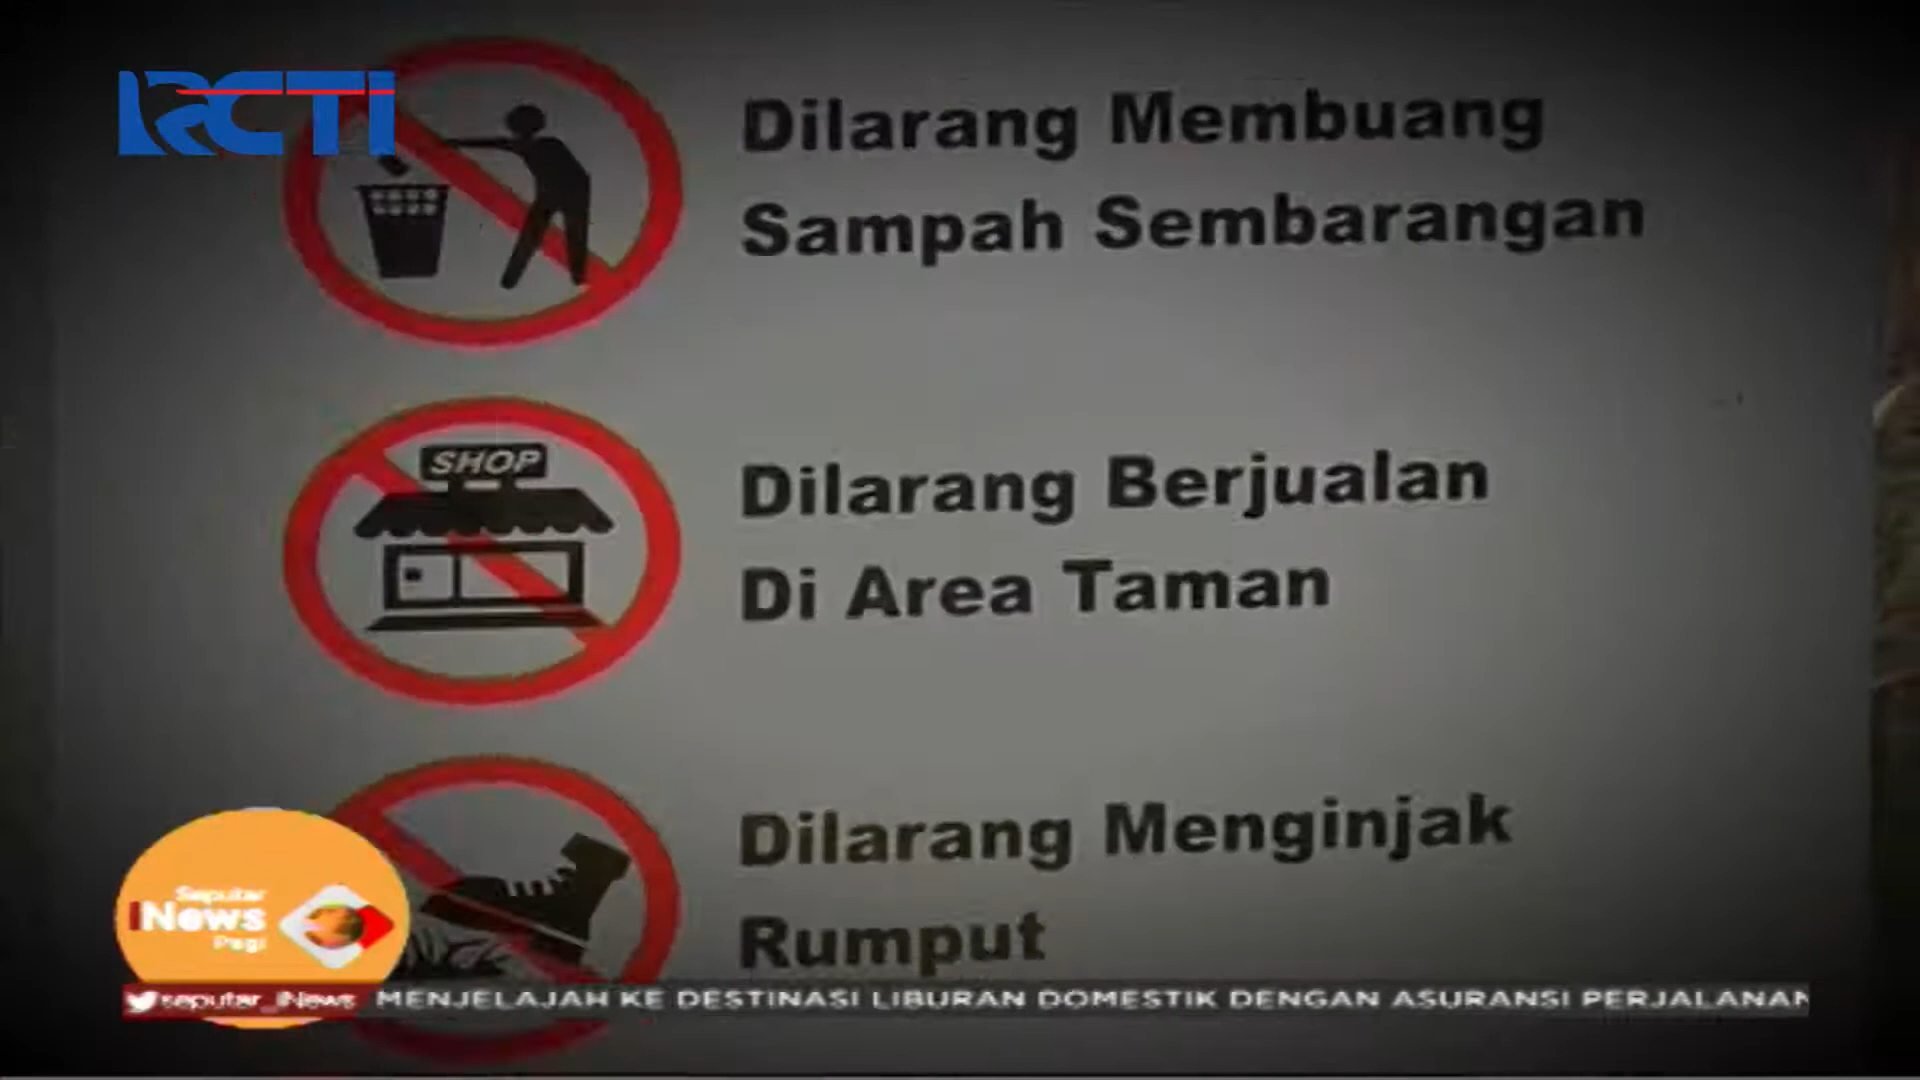 RCTI
Dilarang Membuang
Sampah Sembarangan
SHOP
Dilarang Berjualan
Di Area Taman
Dilarang Menginjak
Rumput
Seputar
iNews
Pagi
seputar_iNews
MENJELAJAH KE DESTINASI LIBURAN DOMESTIK DENGAN ASURANSI PERJALANAN